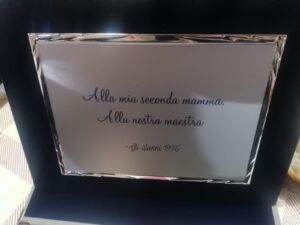 Alla mia seconda mamma.
Alla nostra maestra
Gli alunni 1996